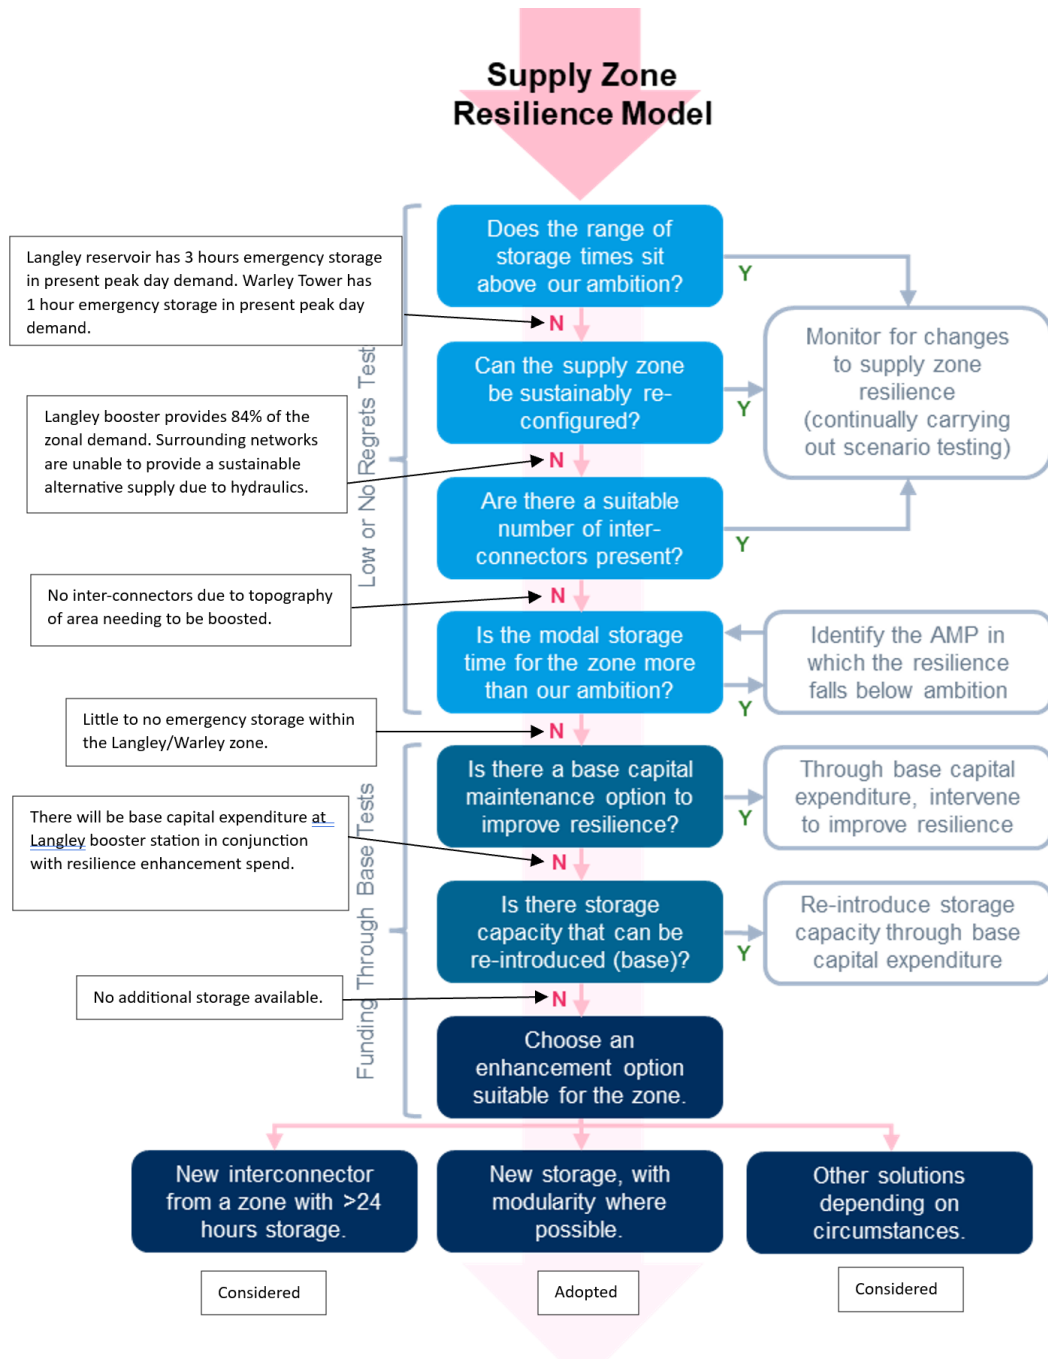 Supply Zone
Resilience Model
Does the range of
storage times sit
above our ambition?
Y
Langley reservoir has 3 hours emergency storage
in present peak day demand. Warley Tower has
1 hour emergency storage in present peak day
demand.
N
Monitor for changes
to supply zone
resilience
(continually carrying
out scenario testing)
Can the supply zone
be sustainably re-
configured?
Y
Langley booster provides 84% of the
zonal demand. Surrounding networks
are unable to provide a sustainable
alternative supply due to hydraulics.
N
Low or No Regrets Test
Are there a suitable
number of inter-
connectors present?
Y
No inter-connectors due to topography
of area needing to be boosted.
N
Is the modal storage
time for the zone more
than our ambition?
Y
Identify the AMP in
which the resilience
falls below ambition
Little to no emergency storage within
the Langley/Warley zone.
N
Is there a base capital
maintenance option to
improve resilience?
Y
Through base capital
expenditure, intervene
to improve resilience
There will be base capital expenditure at
Langley booster station in conjunction
with resilience enhancement spend.
N
Funding Through Base Tests
Is there storage
capacity that can be
re-introduced (base)?
Y
Re-introduce storage
capacity through base
capital expenditure
No additional storage available.
N
Choose an
enhancement option
suitable for the zone.
New interconnector
from a zone with >24
hours storage.
New storage, with
modularity where
possible.
Other solutions
depending on
circumstances.
Considered
Adopted
Considered